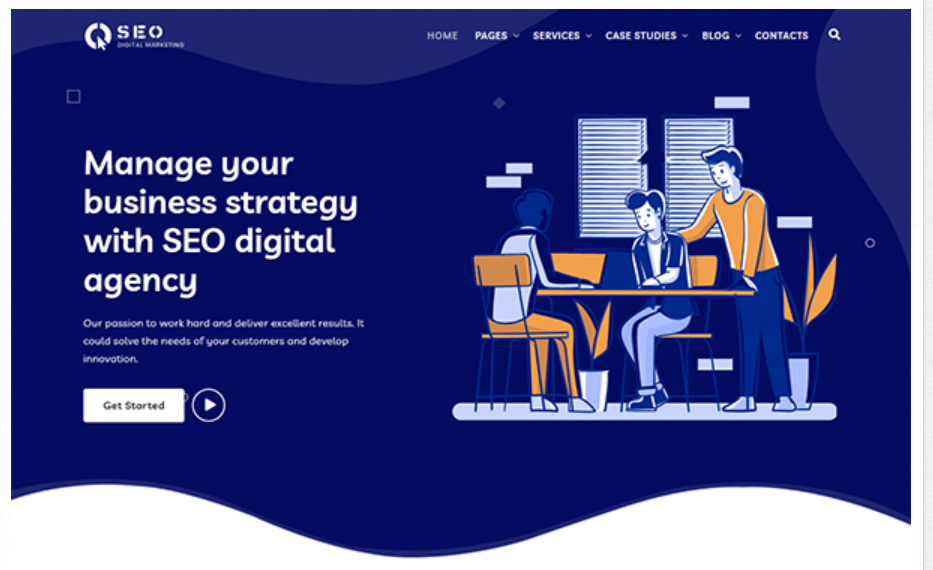 SEO
DIGITAL MARKETING
HOME PAGES SERVICES CASE STUDIES BLOG CONTACTS
Manage your
business strategy
with SEO digital
agency
Our passion to work hard and deliver excellent results. It
could solve the needs of your customers and develop
innovation.
Get Started